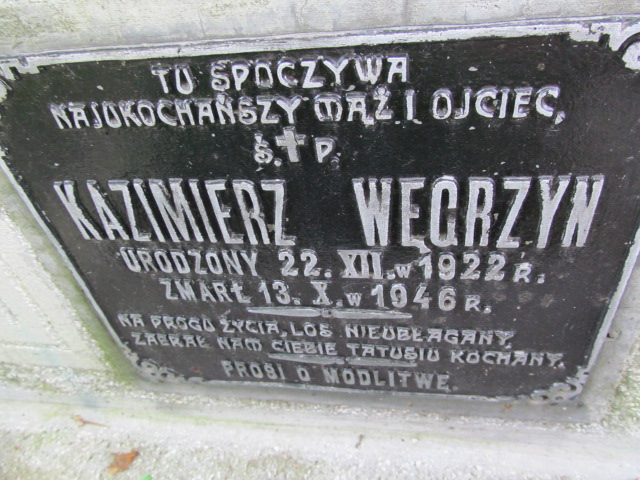 TU SPOCZYWA
NAJUKOCHAŃSZY MĄŻ I OJCIEC,
Ś. † P.
KAZIMIERZ WĘGRZYN
URODZONY 22. XII. w 1922 R.
ZMARŁ 13. X. w 1946 R.
NA PROGU ŻYCIA, LOS NIEUBŁAGANY,
ZABRAŁ NAM CIEBIE TATUSIU KOCHANY.
PROSI O MODLITWĘ.